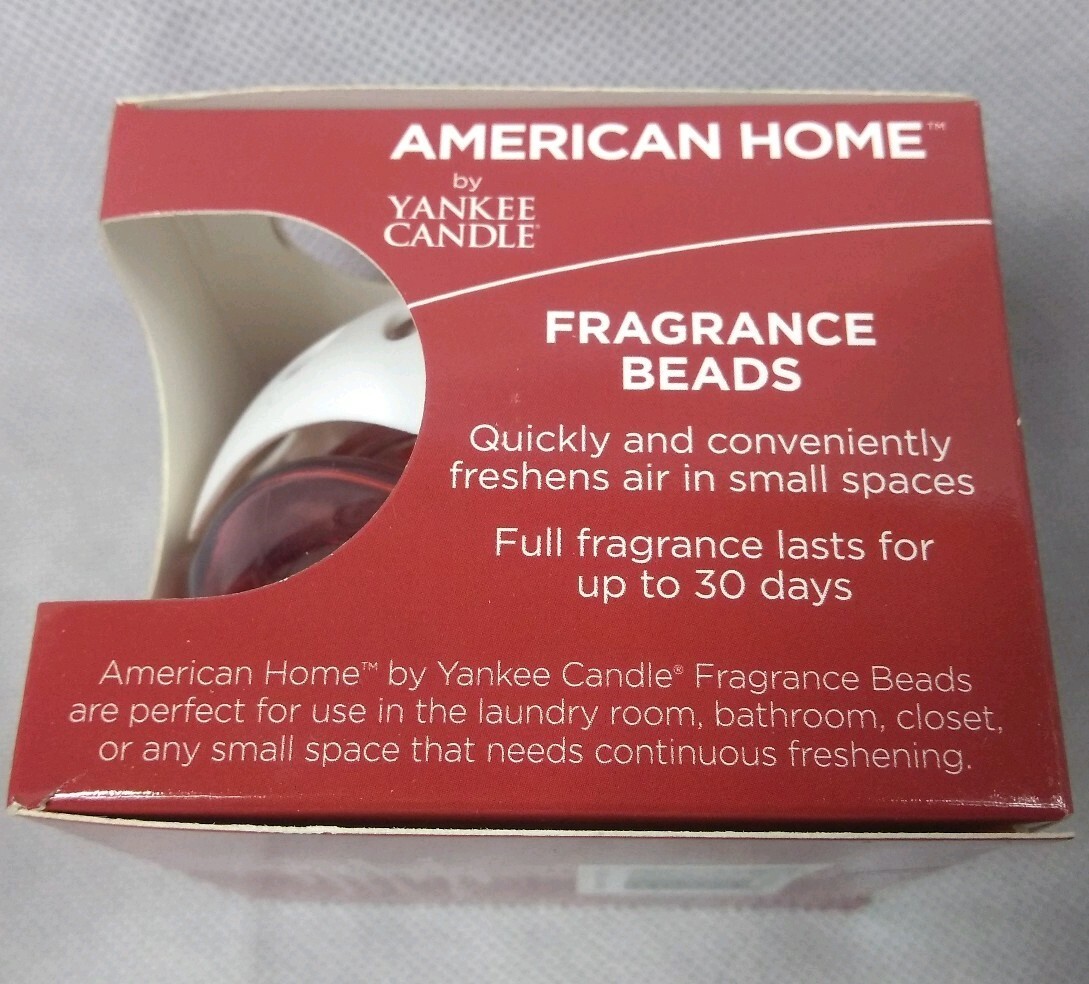 AMERICAN HOME™
by
YANKEE
CANDLE®
FRAGRANCE
BEADS
Quickly and conveniently
freshens air in small spaces
Full fragrance lasts for
up to 30 days
American Home™ by Yankee Candle® Fragrance Beads
are perfect for use in the laundry room, bathroom, closet,
or any small space that needs continuous freshening.